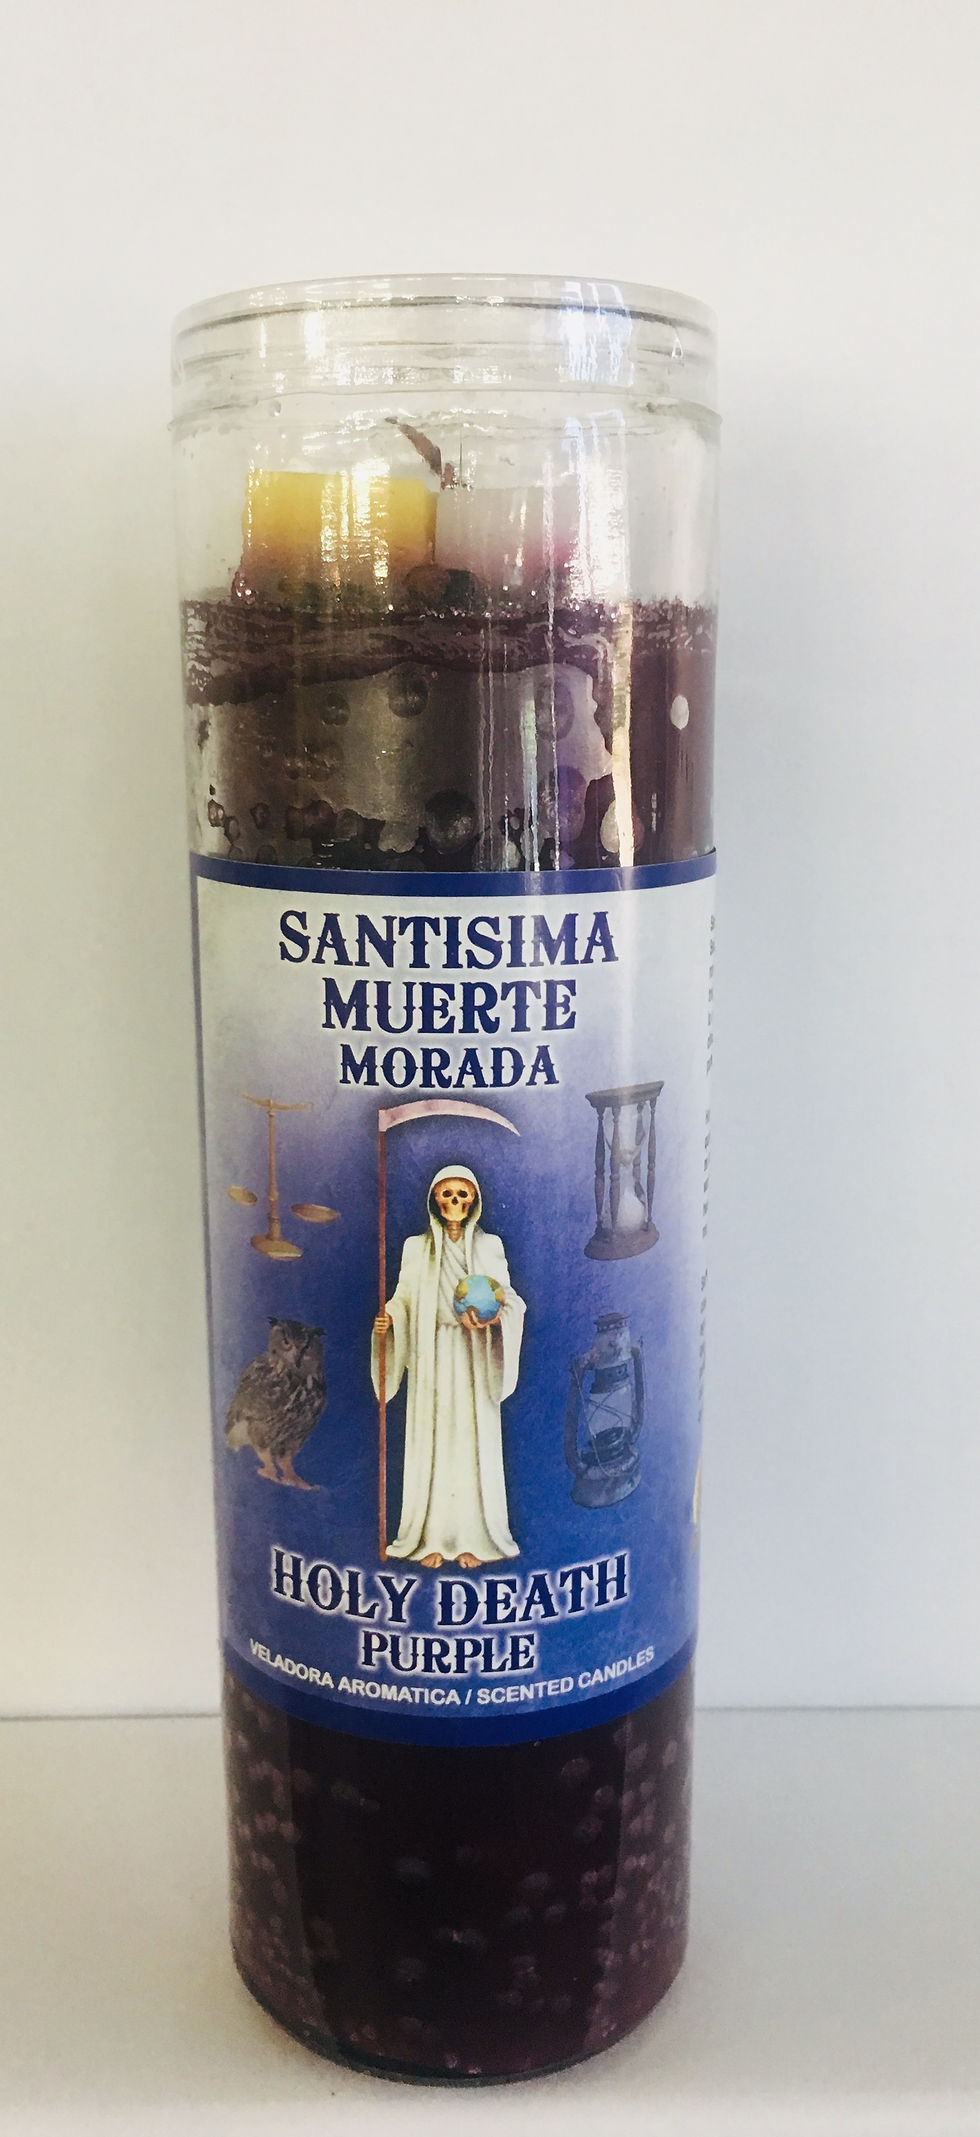 SANTISIMA
MUERTE
MORADA
HOLY DEATH
PURPLE
VELADORA AROMATICA / SCENTED CANDLES